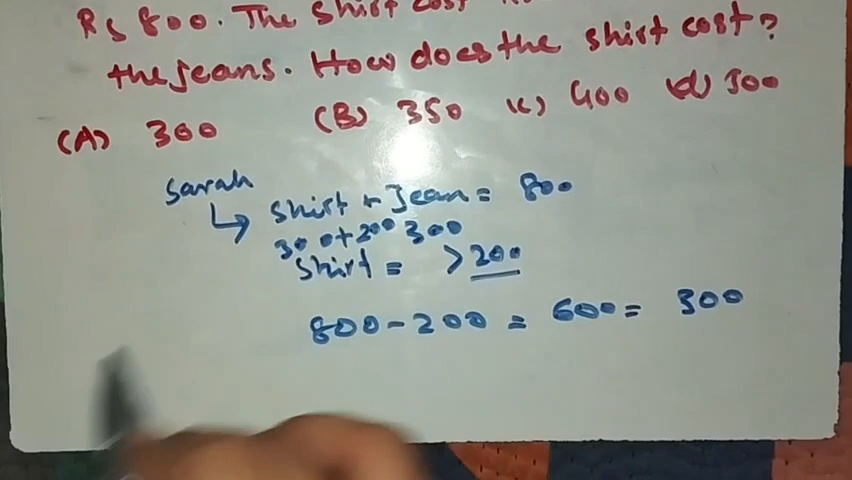 Rs 800. The shirt cost
the jeans. How does the shirt cost?
(A) 300 (B) 350 (c) 400 (d) 500
Sarah
Shirt + Jean = 800
300+200 300
Shirt = >200
800-200 = 600= 300